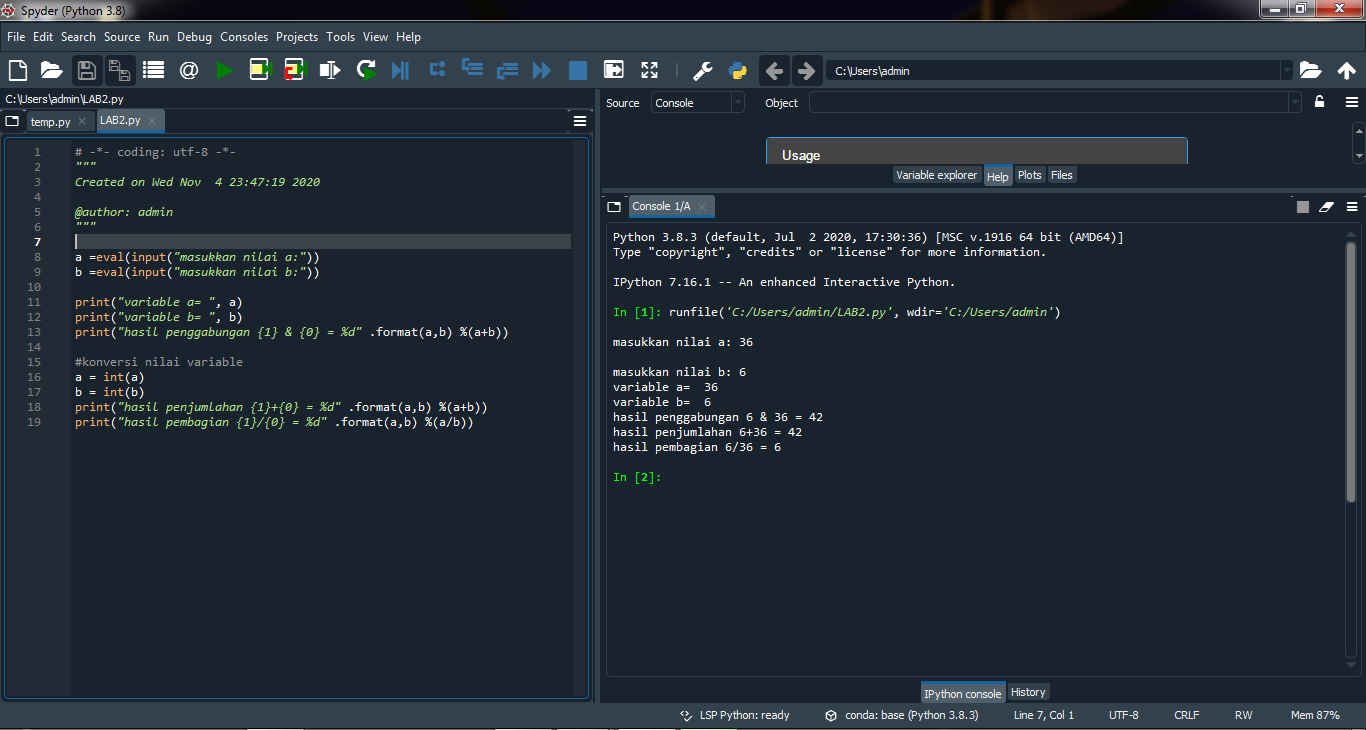 Spyder (Python 3.8)
File Edit Search Source Run Debug Consoles Projects Tools View Help
C:\Users\admin
C:\Users\admin\LAB2.py
temp.py LAB2.py
1 # -*- coding: utf-8 -*-
2 """
3 Created on Wed Nov  4 23:47:19 2020
4
5 @author: admin
6 """
7
8 a =eval(input("masukkan nilai a:"))
9 b =eval(input("masukkan nilai b:"))
10
11 print("variable a= ", a)
12 print("variable b= ", b)
13 print("hasil penggabungan {1} & {0} = %d" .format(a,b) %(a+b))
14
15 #konversi nilai variable
16 a = int(a)
17 b = int(b)
18 print("hasil penjumlahan {1}+{0} = %d" .format(a,b) %(a+b))
19 print("hasil pembagian {1}/{0} = %d" .format(a,b) %(a/b))
Source Console Object
Usage
Variable explorer Help Plots Files
Console 1/A
Python 3.8.3 (default, Jul  2 2020, 17:30:36) [MSC v.1916 64 bit (AMD64)]
Type "copyright", "credits" or "license" for more information.
IPython 7.16.1 -- An enhanced Interactive Python.
In [1]: runfile('C:/Users/admin/LAB2.py', wdir='C:/Users/admin')
masukkan nilai a: 36
masukkan nilai b: 6
variable a=  36
variable b=  6
hasil penggabungan 6 & 36 = 42
hasil penjumlahan 6+36 = 42
hasil pembagian 6/36 = 6
In [2]:
IPython console History
LSP Python: ready conda: base (Python 3.8.3) Line 7, Col 1 UTF-8 CRLF RW Mem 87%